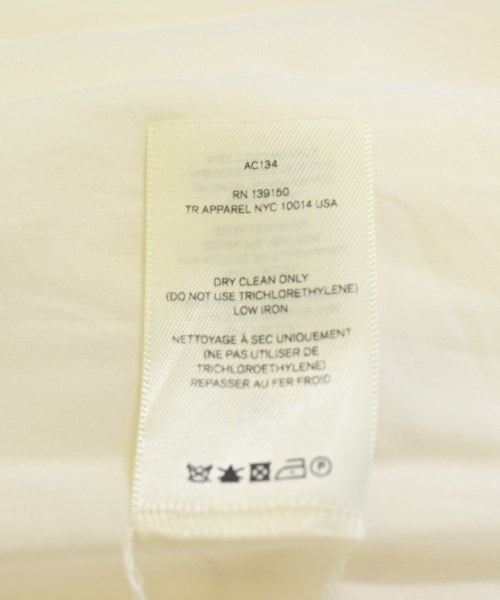 AC134
RN 139150
TR APPAREL NYC 10014 USA
DRY CLEAN ONLY
(DO NOT USE TRICHLORETHYLENE)
LOW IRON
NETTOYAGE À SEC UNIQUEMENT
(NE PAS UTILISER DE
TRICHLOROETHYLENE)
REPASSER AU FER FROID
P